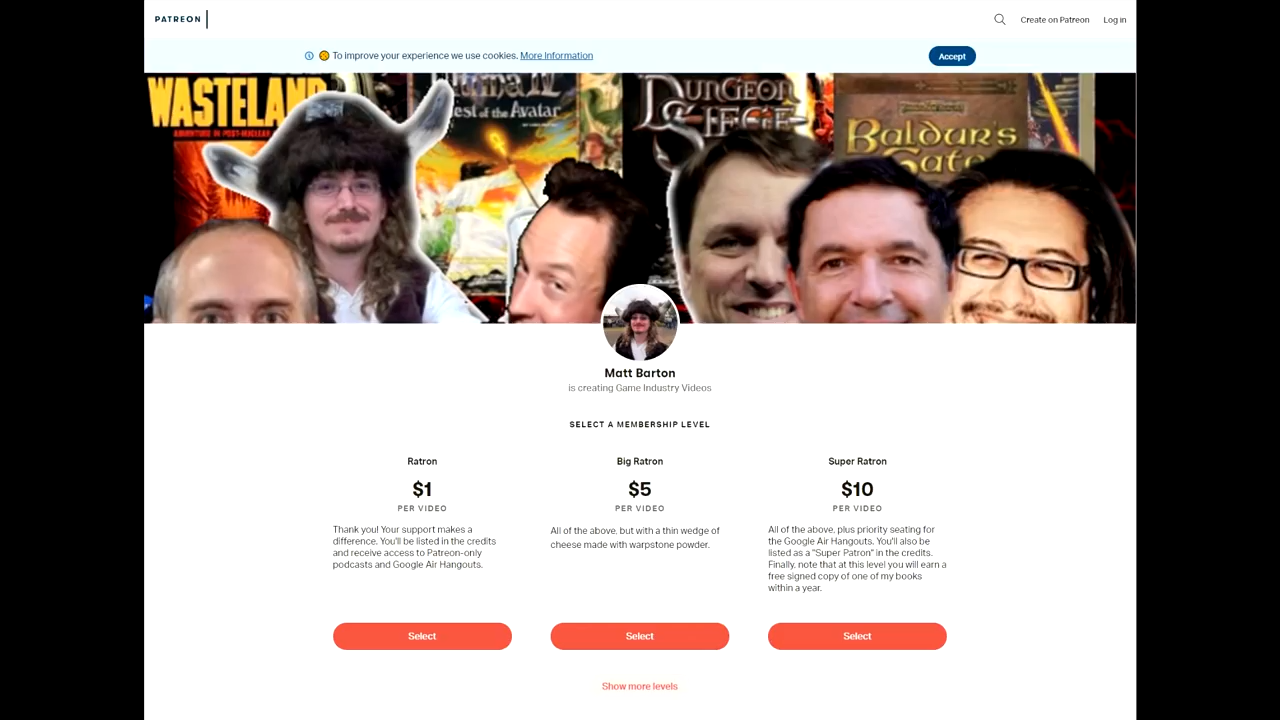 PATREON
Create on Patreon
Log in
To improve your experience we use cookies. More Information
Accept
WASTELAND
ADVENTURE IN POST-NUCLEAR
est of the Avatar
DUNGEON
SIEGE
Baldur's
Gate
Matt Barton
is creating Game Industry Videos
SELECT A MEMBERSHIP LEVEL
Ratron
$1
PER VIDEO
Thank you! Your support makes a
difference. You'll be listed in the credits
and receive access to Patreon-only
podcasts and Google Air Hangouts.
Select
Big Ratron
$5
PER VIDEO
All of the above, but with a thin wedge of
cheese made with warpstone powder.
Select
Super Ratron
$10
PER VIDEO
All of the above, plus priority seating for
the Google Air Hangouts. You'll also be
listed as a "Super Patron" in the credits.
Finally, note that at this level you will earn a
free signed copy of one of my books
within a year.
Select
Show more levels